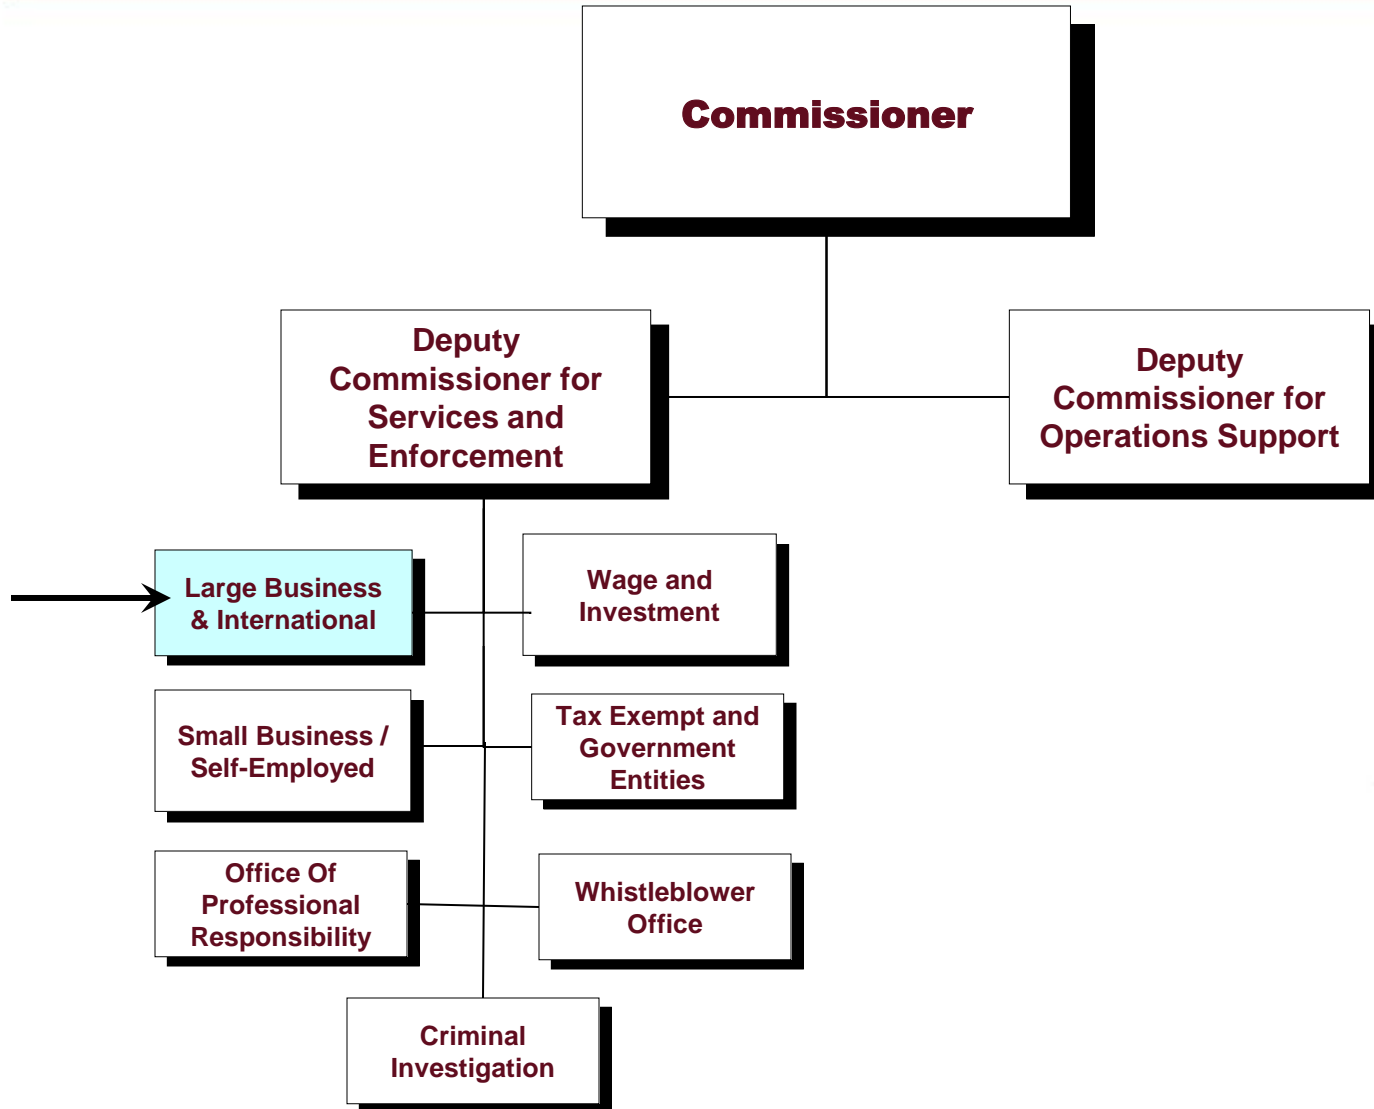 Commissioner
Deputy
Commissioner for
Services and
Enforcement
Deputy
Commissioner for
Operations Support
Large Business
& International
Wage and
Investment
Small Business /
Self-Employed
Tax Exempt and
Government
Entities
Office Of
Professional
Responsibility
Whistleblower
Office
Criminal
Investigation